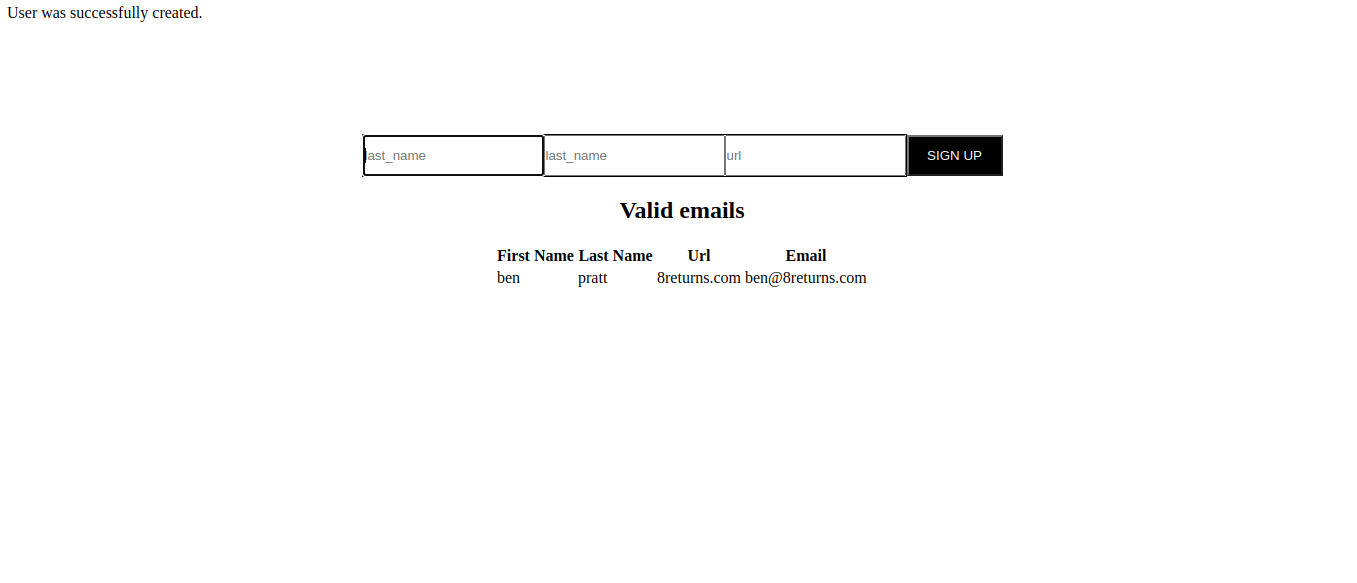 User was successfully created.
last_name last_name url SIGN UP
Valid emails
First Name Last Name Url Email
ben pratt 8returns.com ben@8returns.com